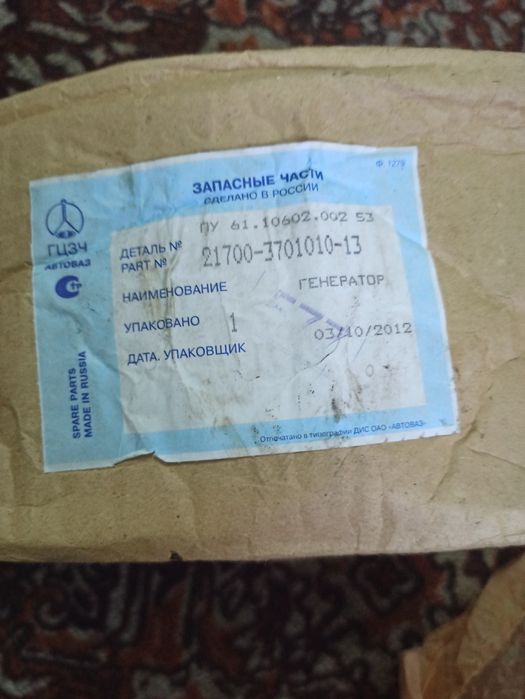 Ф. 1279
ЗАПАСНЫЕ ЧАСТИ
СДЕЛАНО В РОССИИ
ГЦЗЧ
АВТОВАЗ
ПУ 61.10602.002 53
ДЕТАЛЬ №
PART №
21700-3701010-13
НАИМЕНОВАНИЕ
ГЕНЕРАТОР
УПАКОВАНО
1
ДАТА. УПАКОВЩИК
03/10/2012
0
SPARE PARTS
MADE IN RUSSIA
Отпечатано в типографии ДИС ОАО «АВТОВАЗ»